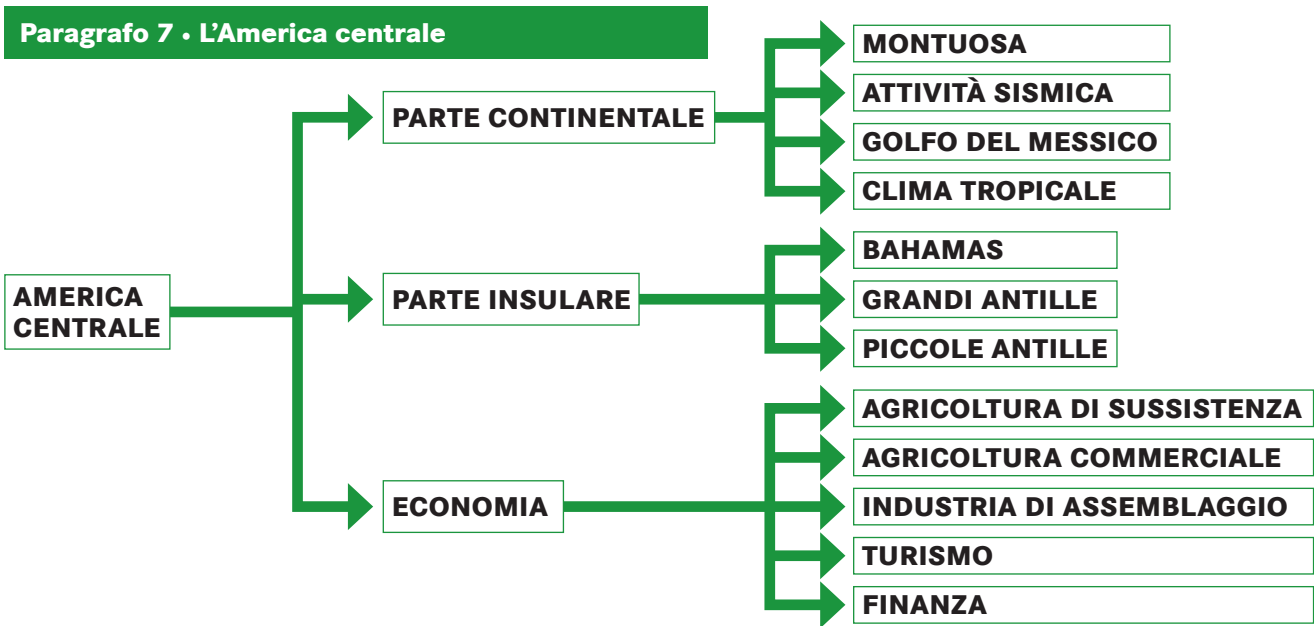 Paragrafo 7 • L'America centrale
AMERICA
CENTRALE
PARTE CONTINENTALE
MONTUOSA
ATTIVITÀ SISMICA
GOLFO DEL MESSICO
CLIMA TROPICALE
PARTE INSULARE
BAHAMAS
GRANDI ANTILLE
PICCOLE ANTILLE
ECONOMIA
AGRICOLTURA DI SUSSISTENZA
AGRICOLTURA COMMERCIALE
INDUSTRIA DI ASSEMBLAGGIO
TURISMO
FINANZA